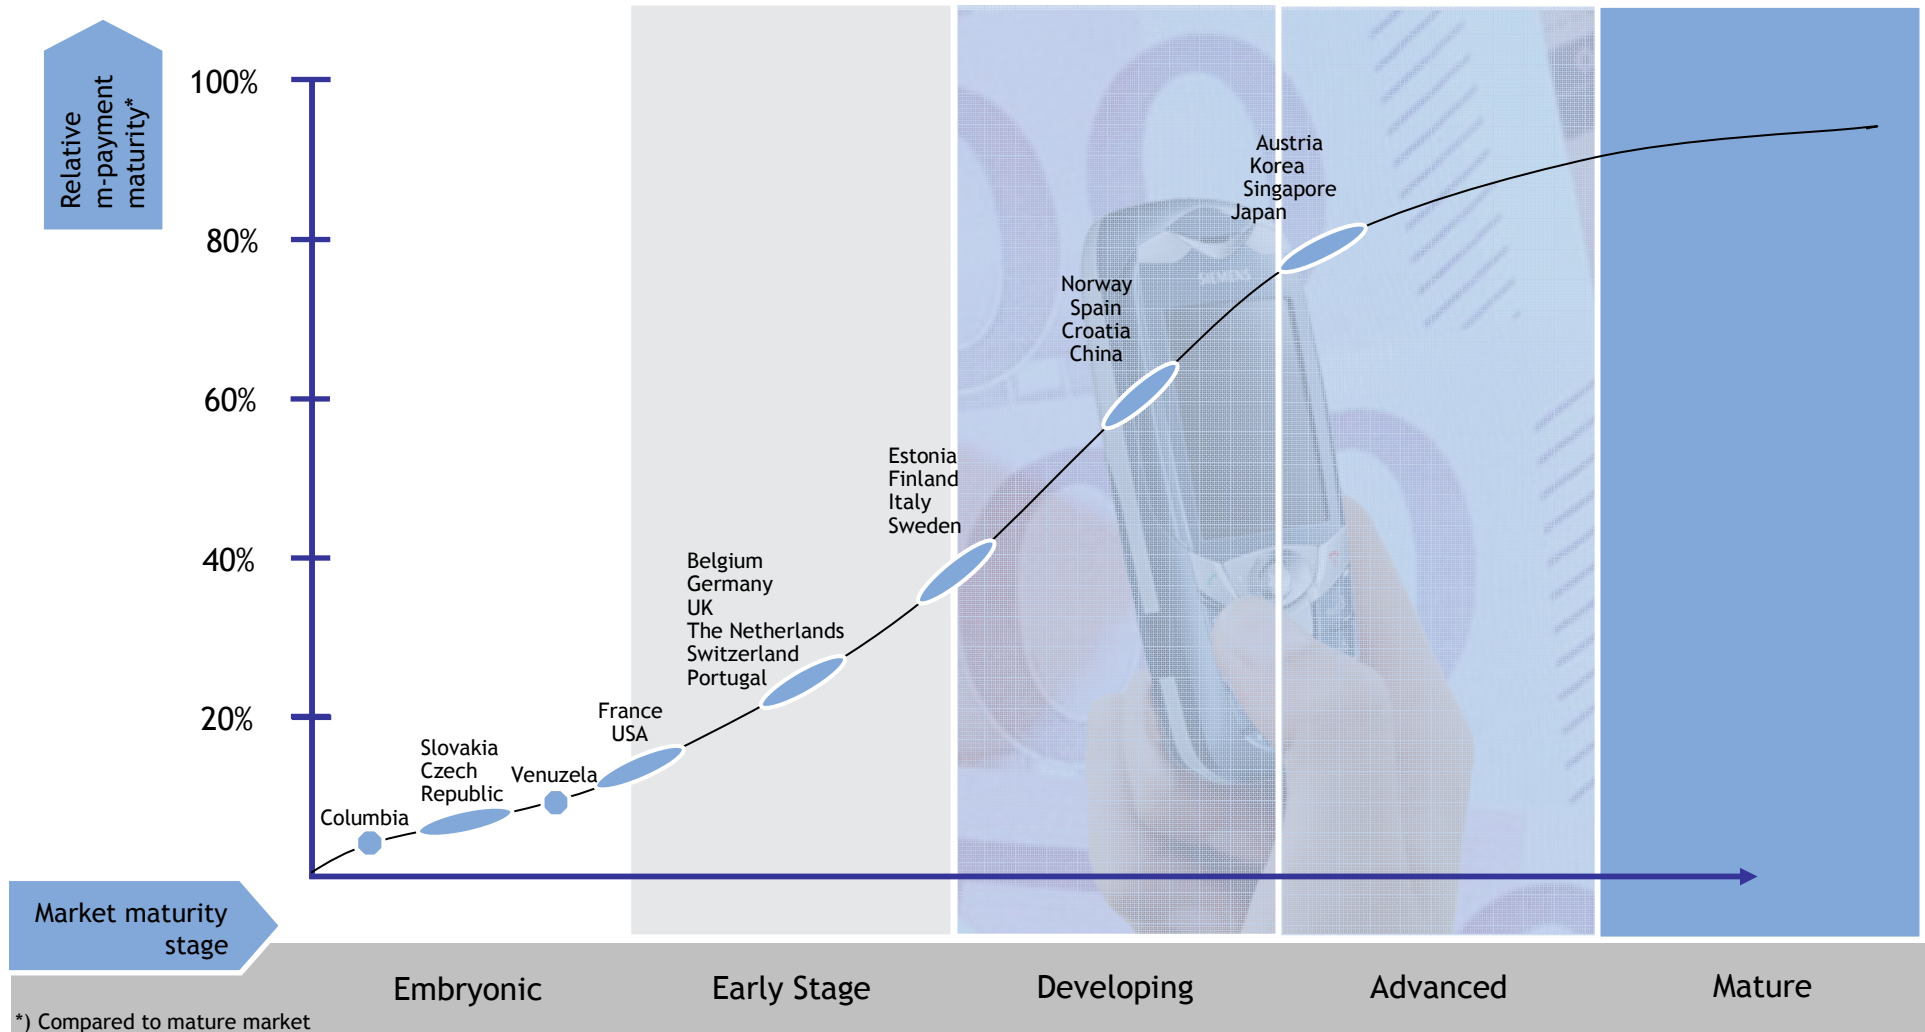 Relative
m-payment
maturity*
100%
80%
60%
40%
20%
Austria
Korea
Singapore
Japan
Norway
Spain
Croatia
China
Estonia
Finland
Italy
Sweden
Belgium
Germany
UK
The Netherlands
Switzerland
Portugal
France
USA
Slovakia
Czech
Republic
Venuzela
Columbia
SIEMENS
Market maturity
stage
Embryonic
Early Stage
Developing
Advanced
Mature
*) Compared to mature market